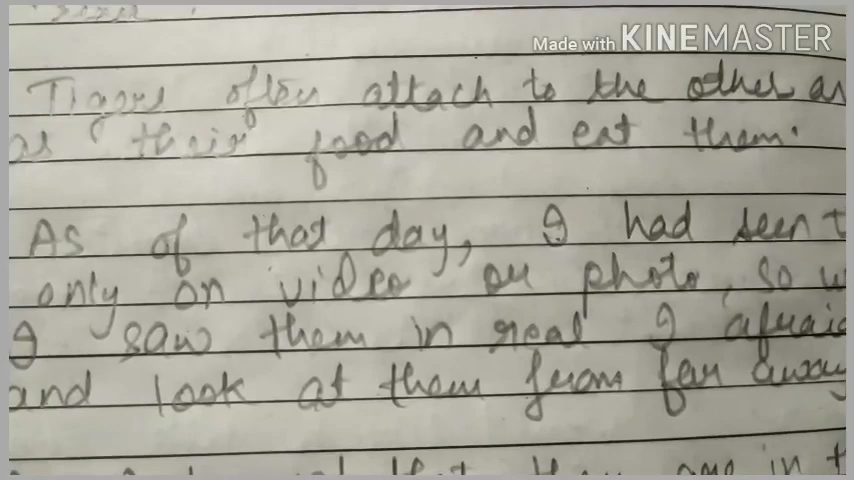 Made with KINEMASTER
Tigers often attach to the other an
as their food and eat them.
As of that day, I had seen t
only on video or photo, so w
I saw them in real I afraid
and look at them from far away